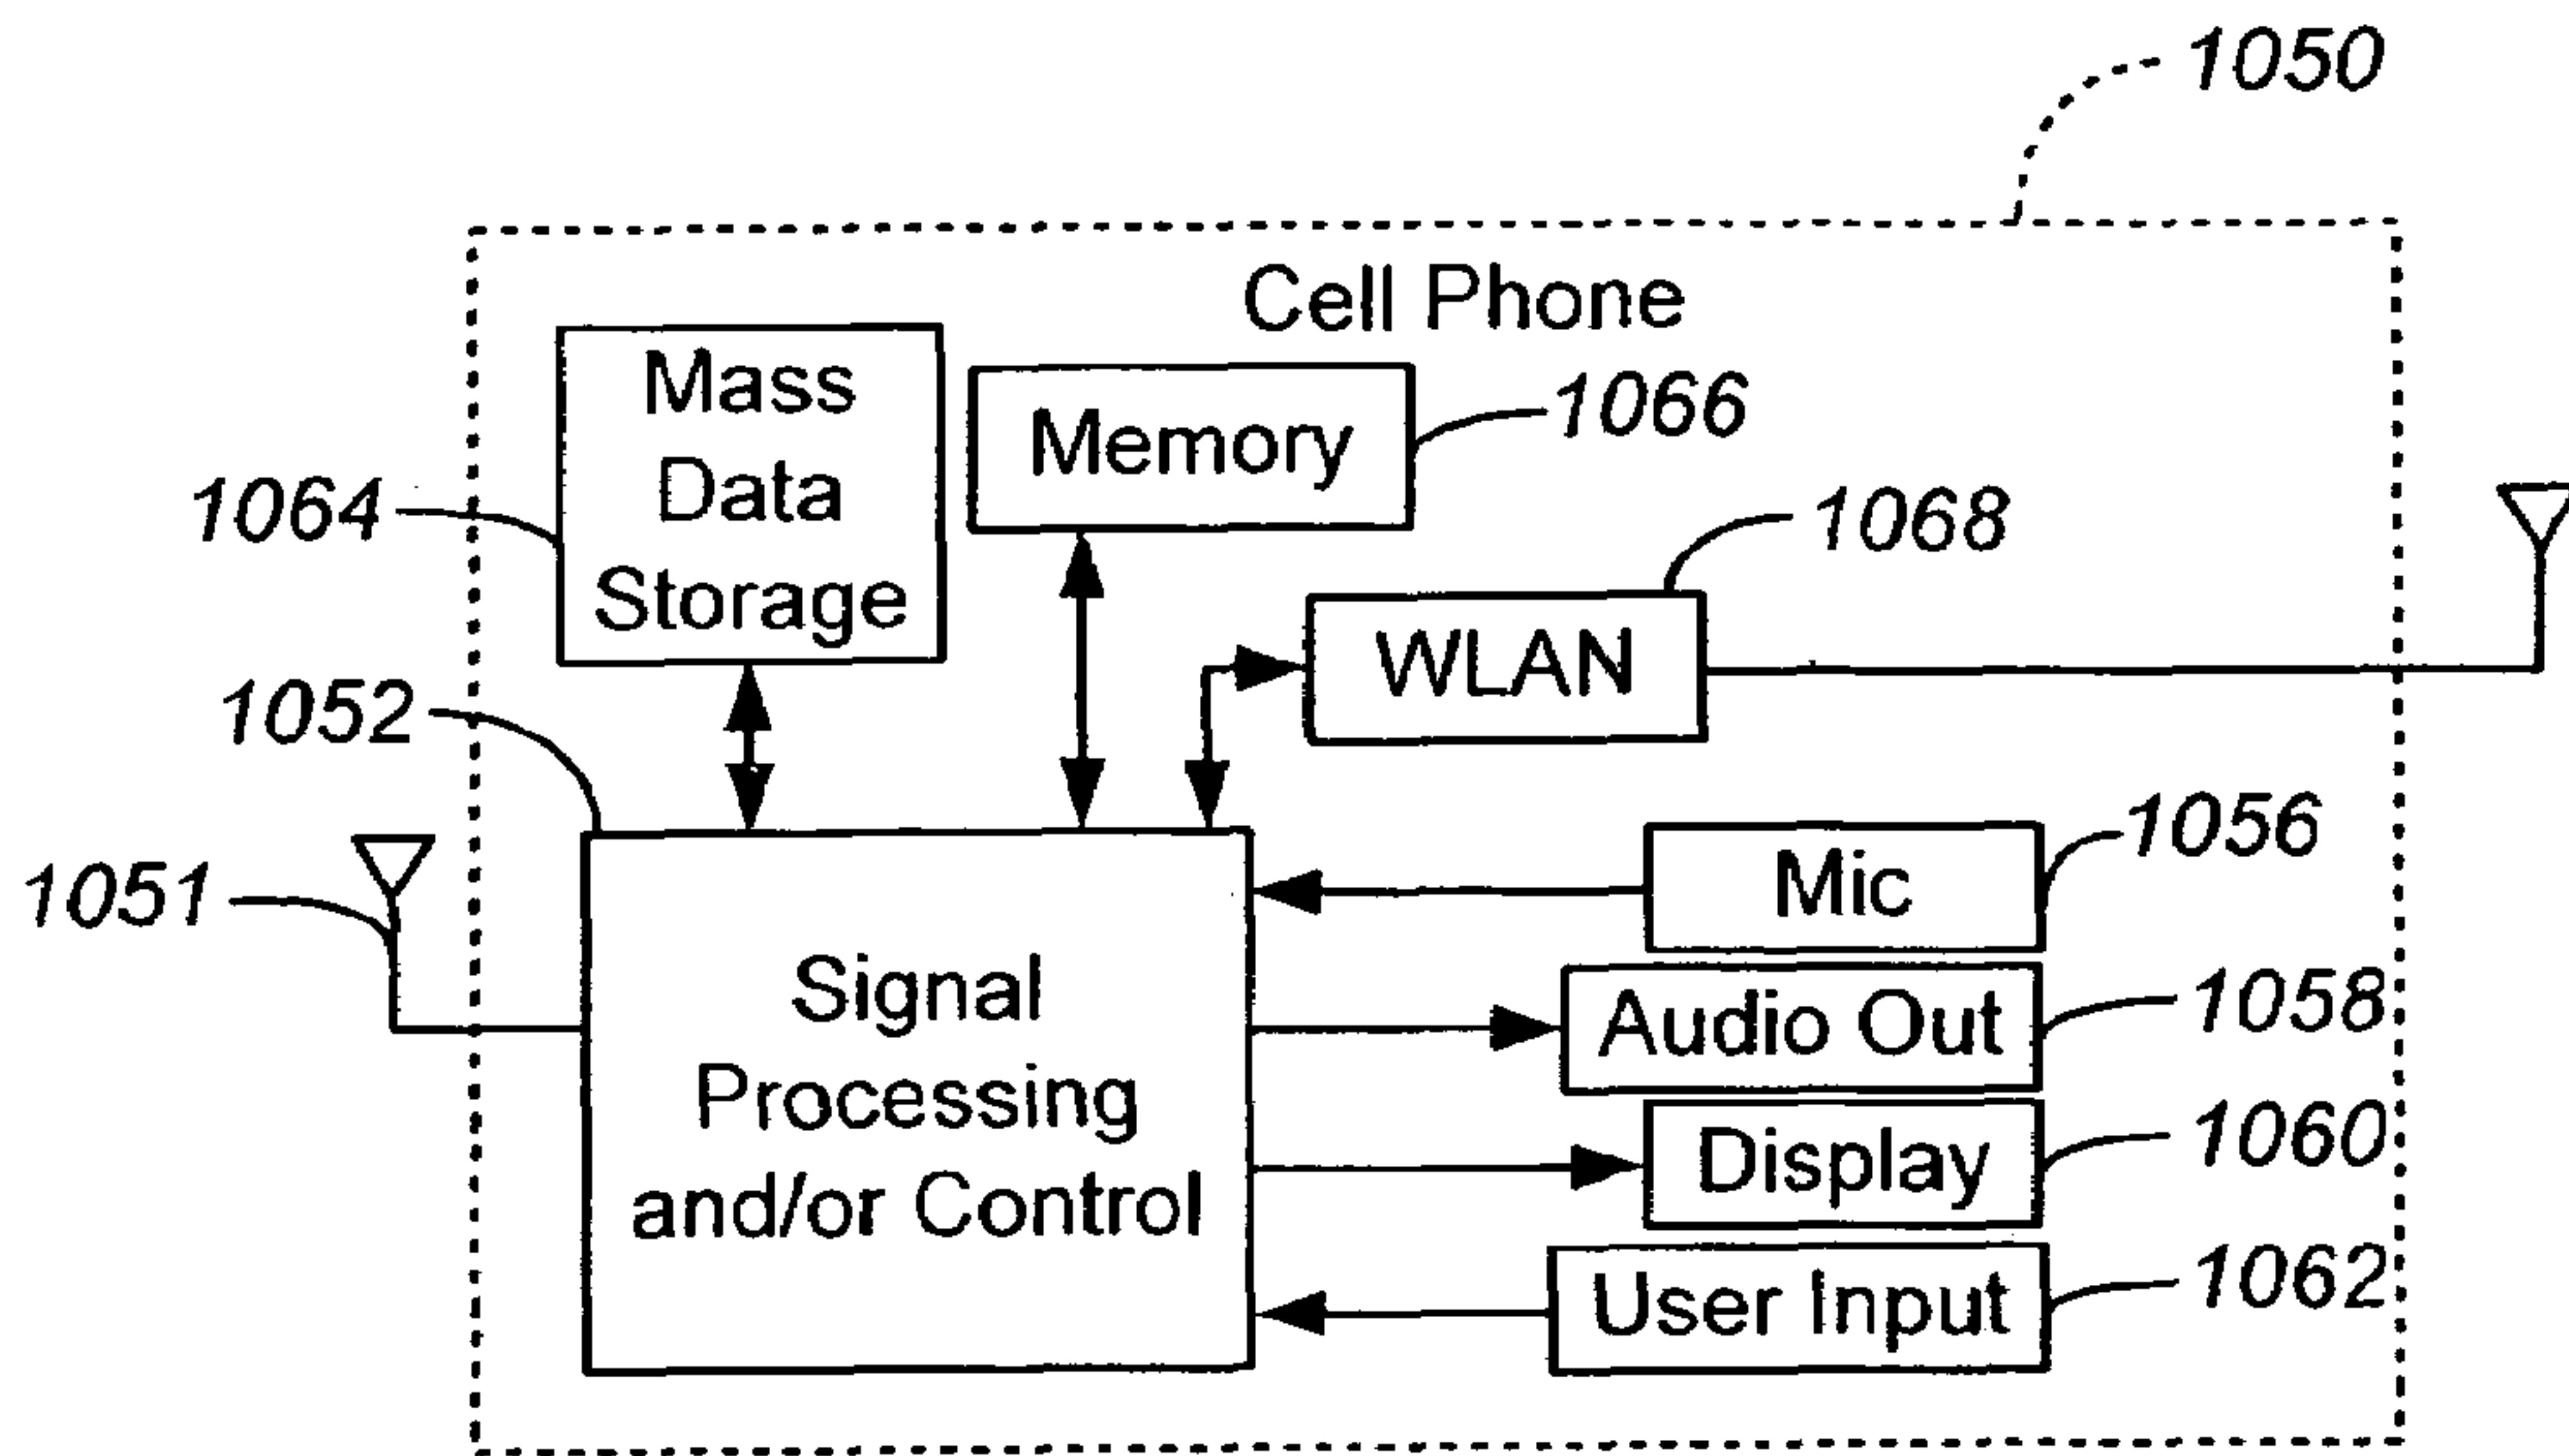 1050
Cell Phone
Mass
Data
Storage
Memory
1066
1064
1068
WLAN
1052
1056
Mic
1051
Signal
Processing
and/or Control
Audio Out
1058
Display
1060
User Input
1062